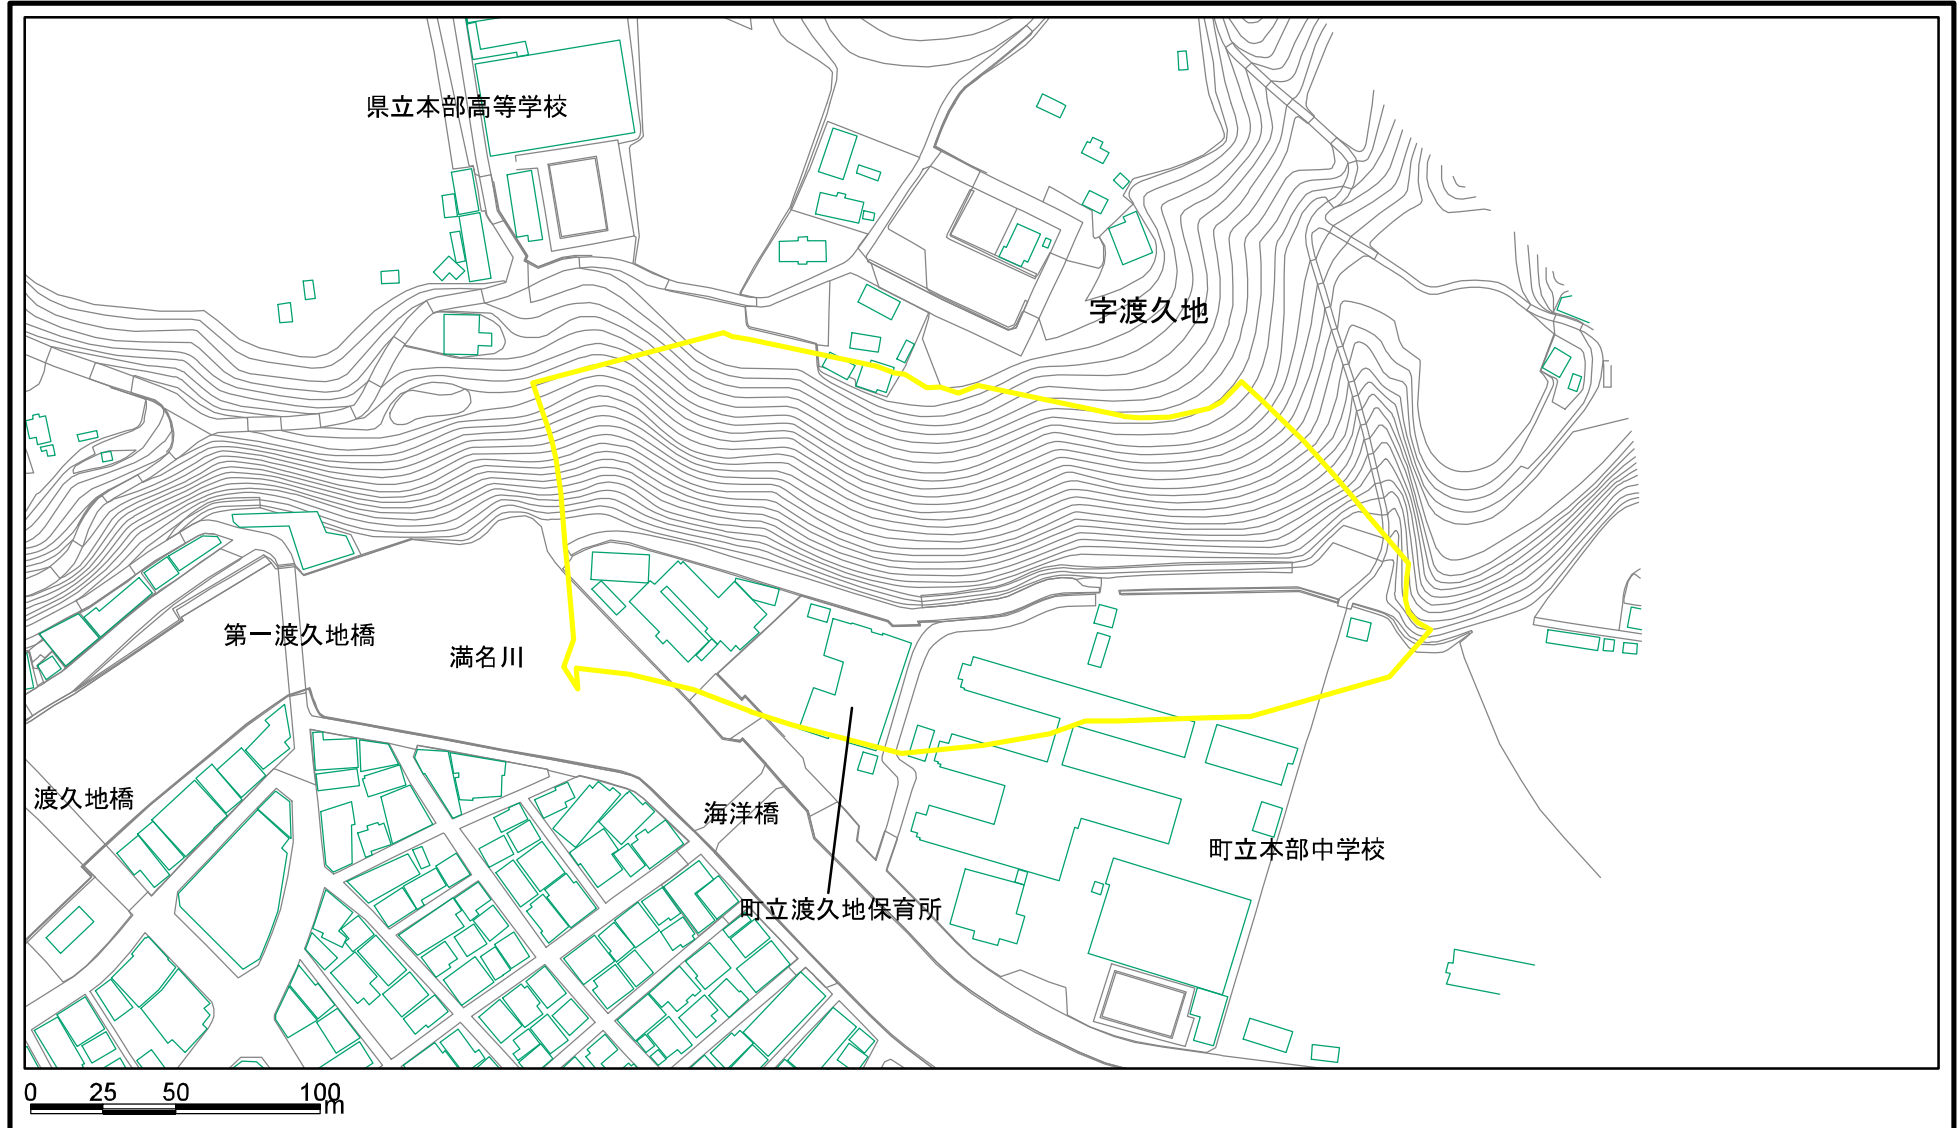 県立本部高等学校
字渡久地
第一渡久地橋
満名川
渡久地橋
海洋橋
町立本部中学校
町立渡久地保育所
0 25 50 100
m